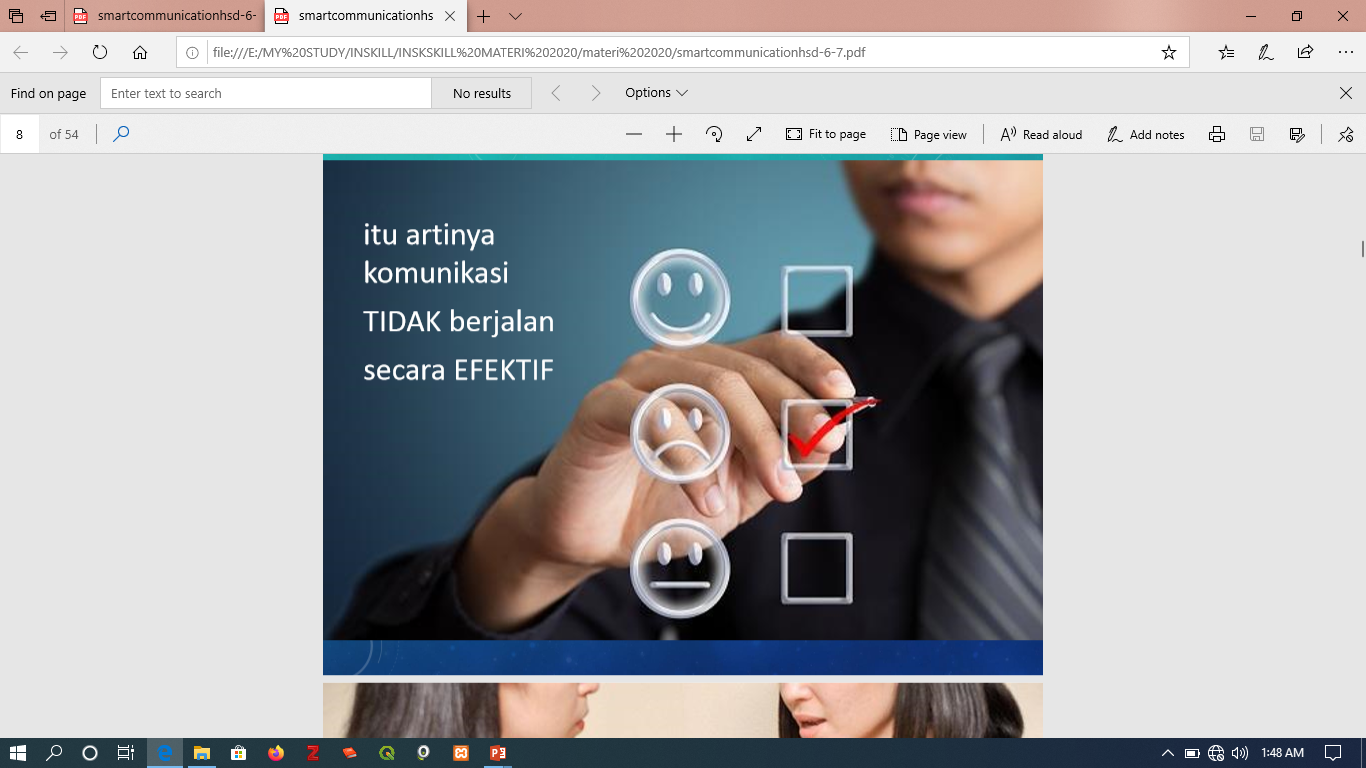 smartcommunicationhsd-6-
smartcommunicationhs
file:///E:/MY%20STUDY/INSKILL/INSKSKILL%20MATERI%202020/materi%202020/smartcommunicationhsd-6-7.pdf
Find on page
Enter text to search
No results
Options
8
of 54
Fit to page
Page view
Read aloud
Add notes
itu artinya
komunikasi
TIDAK berjalan
secara EFEKTIF
1:48 AM